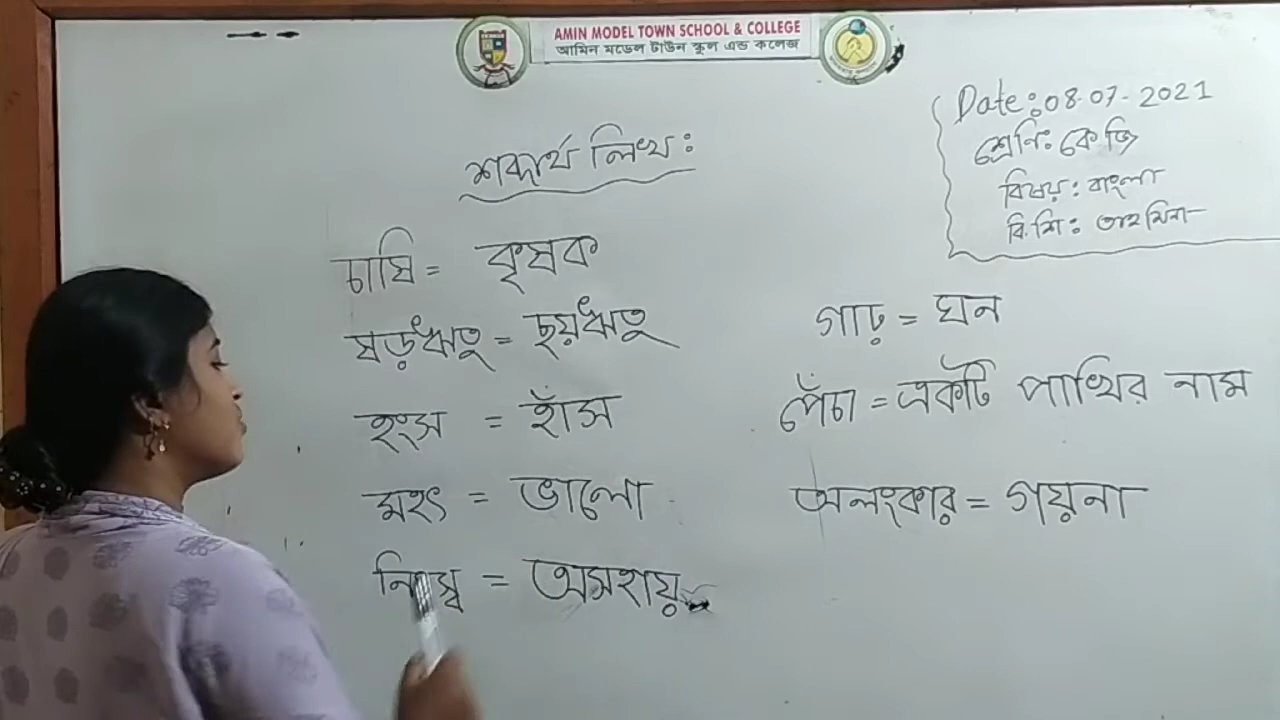 AMIN MODEL TOWN SCHOOL & COLLEGE
আমিন মডেল টাউন স্কুল এন্ড কলেজ
Date: 08-07-2021
শ্রেণি: কে জি
বিষয়: বাংলা
বি.শি: তাহমিনা
শব্দার্থ লিখ:
চাষি = কৃষক
ষড়ঋতু = ছয়ঋতু
হংস = হাঁস
মহৎ = ভালো
নিঃস্ব = অসহায়
গাঢ় = ঘন
পেঁচা = একটি পাখির নাম
অলংকার = গয়না